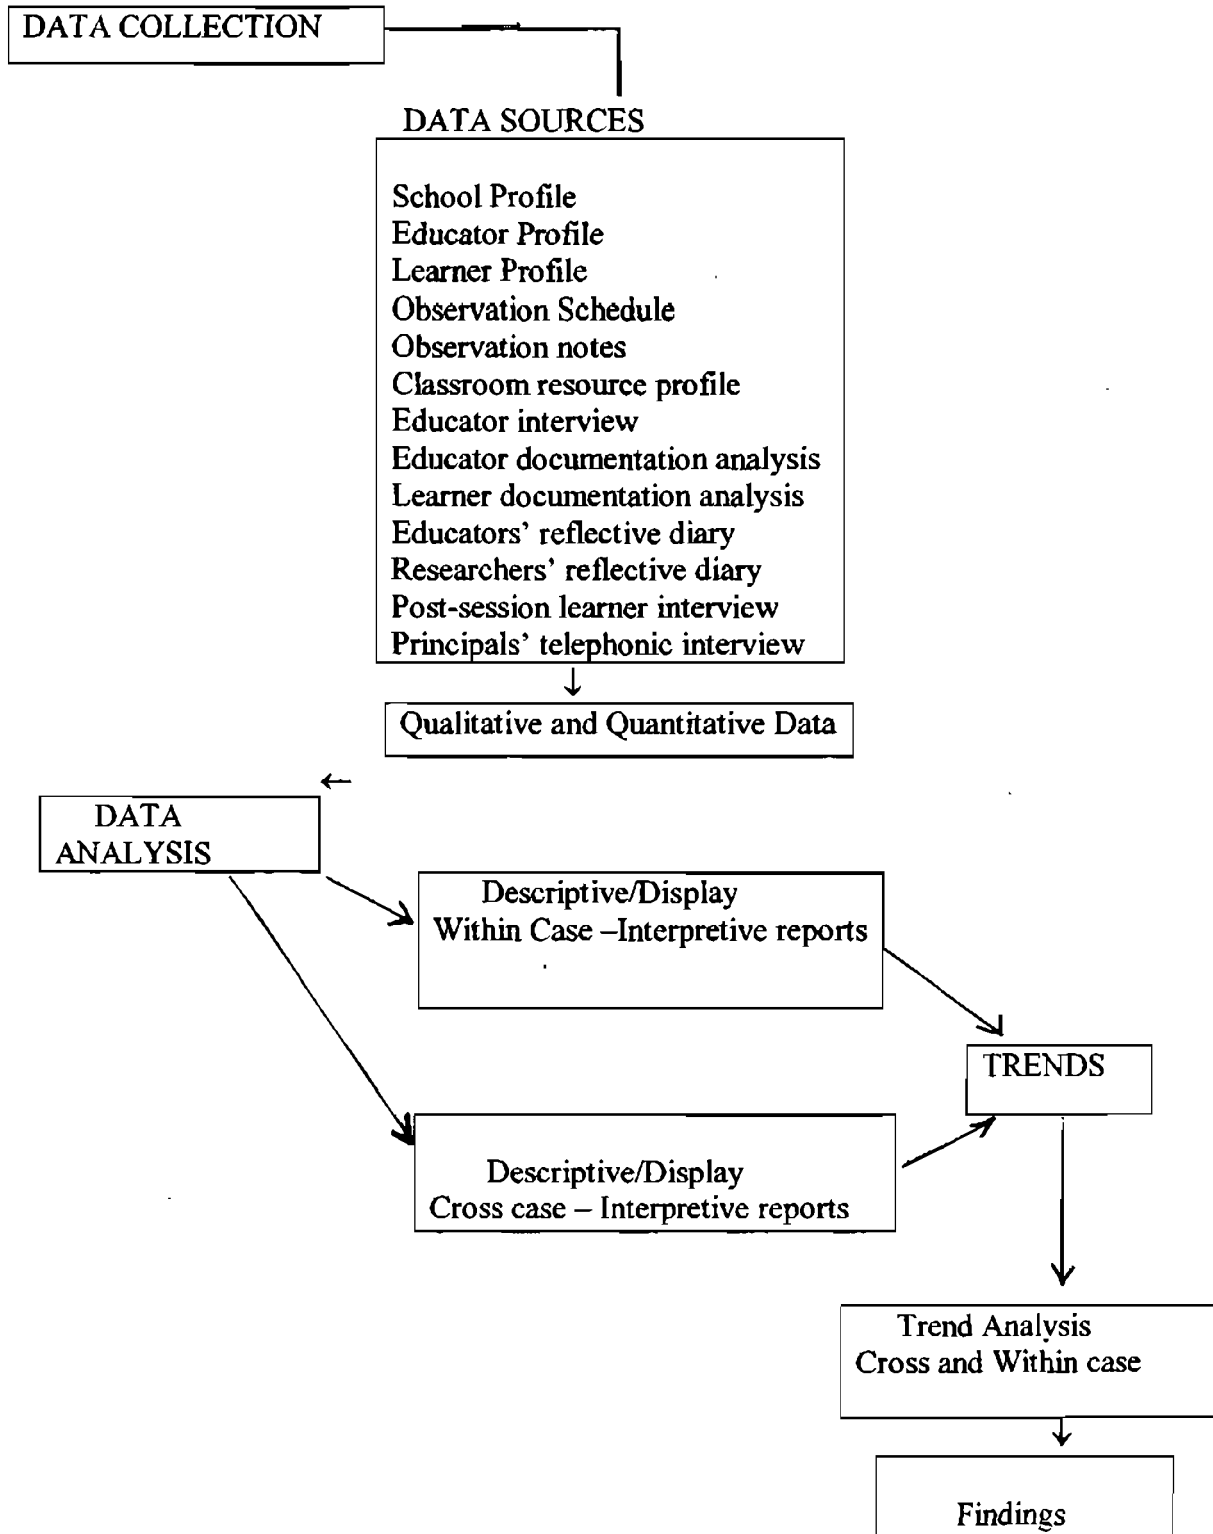 DATA COLLECTION
DATA SOURCES
School Profile
Educator Profile
Learner Profile
Observation Schedule
Observation notes
Classroom resource profile
Educator interview
Educator documentation analysis
Learner documentation analysis
Educators’ reflective diary
Researchers’ reflective diary
Post-session learner interview
Principals’ telephonic interview
Qualitative and Quantitative Data
DATA
ANALYSIS
Descriptive/Display
Within Case –Interpretive reports
TRENDS
Descriptive/Display
Cross case – Interpretive reports
Trend Analysis
Cross and Within case
Findings